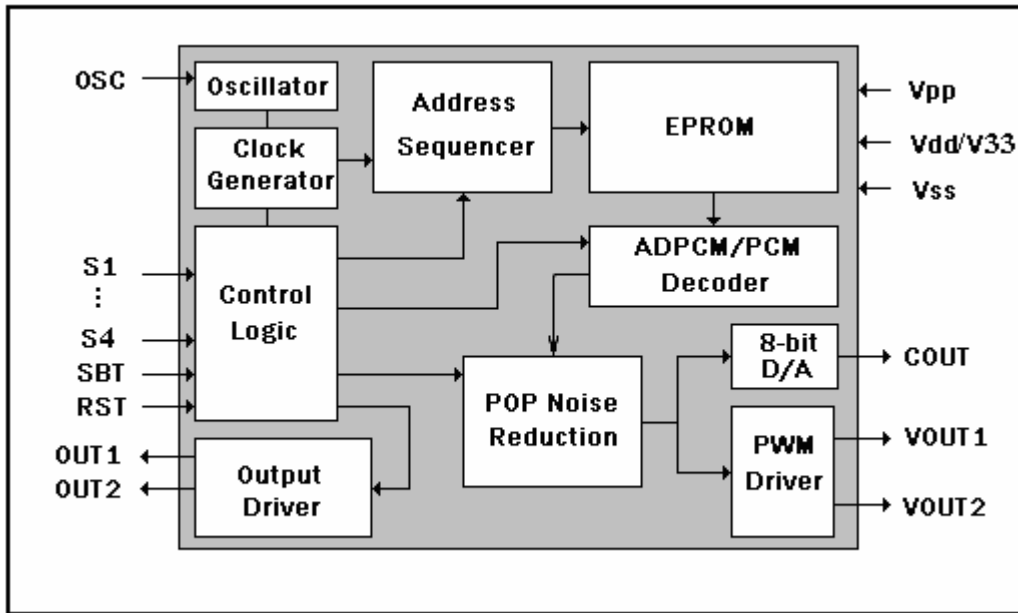 OSC
Oscillator
Clock
Generator
Address
Sequencer
EPROM
Vpp
Vdd/V33
Vss
S1
⋮
S4
SBT
RST
Control
Logic
ADPCM/PCM
Decoder
POP Noise
Reduction
8-bit
D/A
COUT
PWM
Driver
VOUT1
VOUT2
OUT1
OUT2
Output
Driver